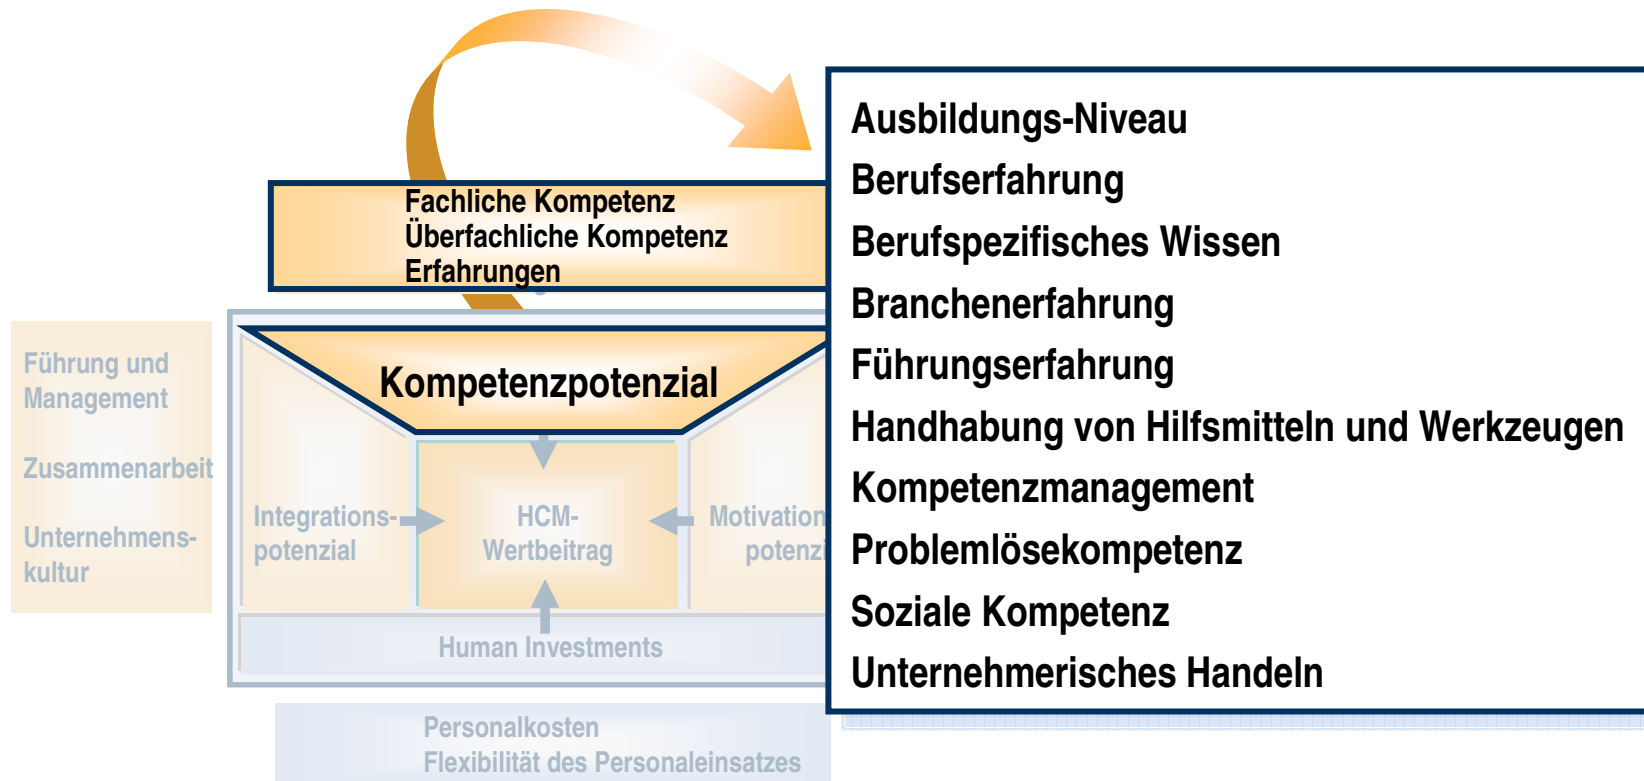 Fachliche Kompetenz
Überfachliche Kompetenz
Erfahrungen
Führung und
Management
Zusammenarbeit
Unternehmens-
kultur
Kompetenzpotenzial
Integrations-
potenzial
HCM-
Wertbeitrag
Motivation
potenzi
Human Investments
Personalkosten
Flexibilität des Personaleinsatzes
Ausbildungs-Niveau
Berufserfahrung
Berufspezifisches Wissen
Branchenerfahrung
Führungserfahrung
Handhabung von Hilfsmitteln und Werkzeugen
Kompetenzmanagement
Problemlösekompetenz
Soziale Kompetenz
Unternehmerisches Handeln